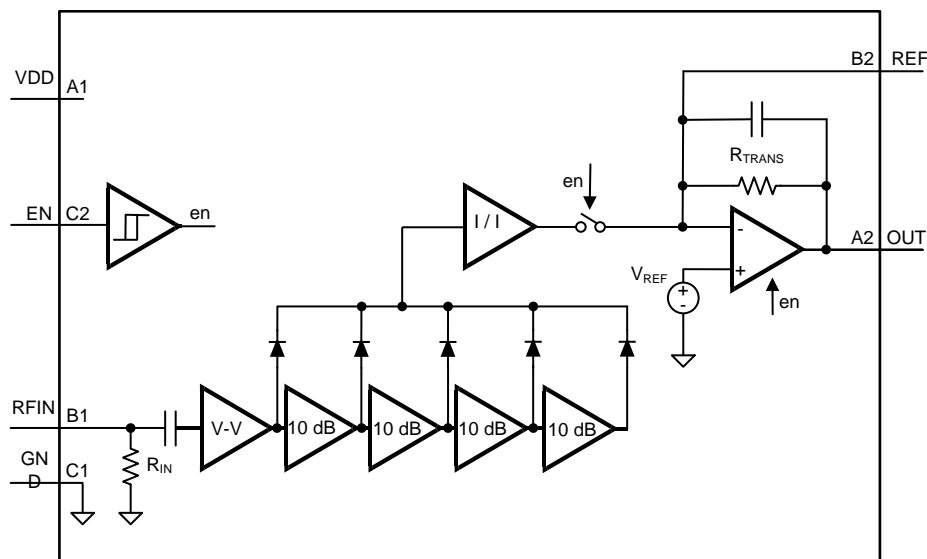 B2 REF
VDD A1
R_TRANS
en
EN C2 en
I / I
-
A2 OUT
V_REF + +
-
en
RFIN B1
V-V 10 dB 10 dB 10 dB 10 dB
GN
D C1
R_IN